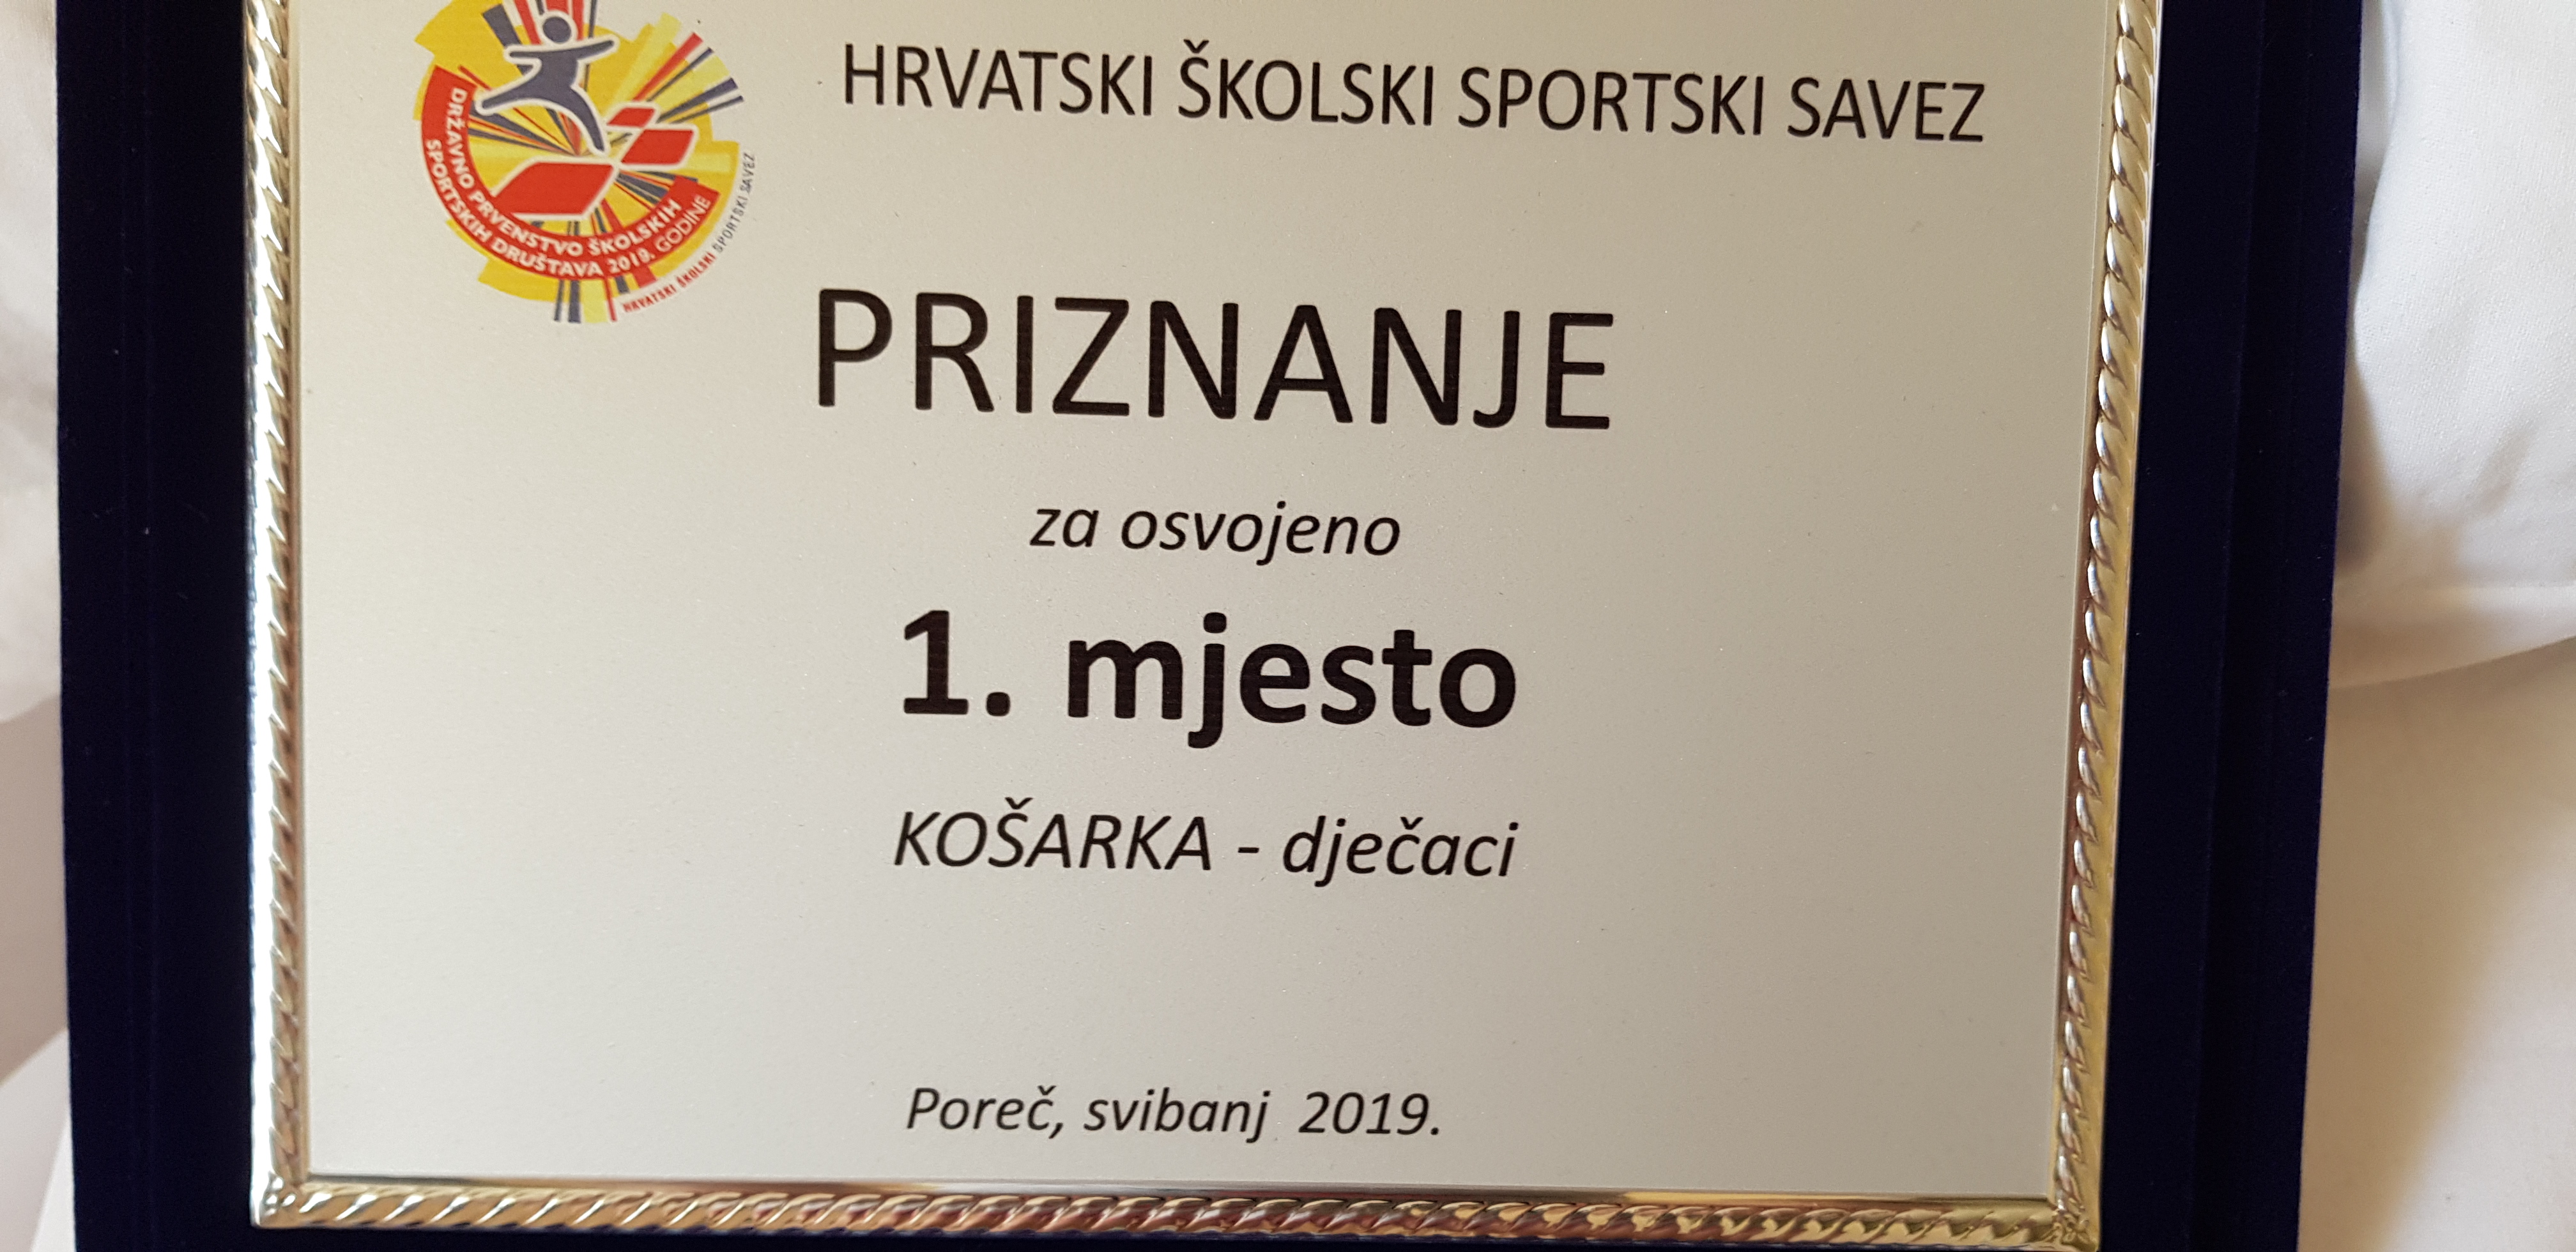 HRVATSKI ŠKOLSKI SPORTSKI SAVEZ
DRŽAVNO PRVENSTVO ŠKOLSKIH
SPORTSKIH DRUŠTAVA 2019. GODINE
HRVATSKI ŠKOLSKI SPORTSKI SAVEZ
PRIZNANJE
za osvojeno
1. mjesto
KOŠARKA - dječaci
Poreč, svibanj 2019.